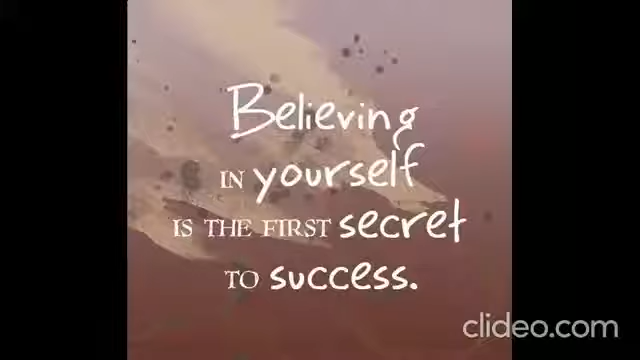 Believing
IN yourself
IS THE FIRST secret
TO success.
clideo.com